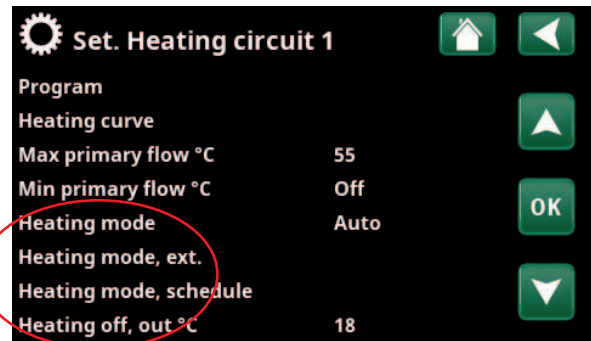 Set. Heating circuit 1
Program
Heating curve
Max primary flow °C 55
Min primary flow °C Off
Heating mode Auto
OK
Heating mode, ext.
Heating mode, schedule
Heating off, out °C 18